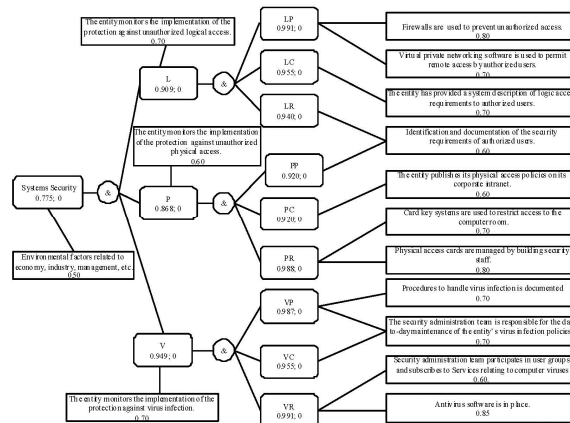 The entity monitors the implementation of the
protection against unauthorized logical access.
0.70
LP
0.991; 0
Firewalls are used to prevent unauthorized access.
0.80
Virtual private networking software is used to permit
remote access by authorized users.
0.70
L
0.909; 0
&
LC
0.955; 0
The entity has provided a system description of logic access
requirements to authorized users.
0.70
LR
0.940; 0
The entity monitors the implementation
of the protection against unauthorized
physical access.
0.60
Identification and documentation of the security
requirements of authorized users.
0.60
PP
0.920; 0
Systems Security
0.775; 0
&
P
0.868; 0
&
PC
0.920; 0
The entity publishes its physical access policies on its
corporate intranet.
0.60
Card key systems are used to restrict access to the
computer room.
0.70
PR
0.988; 0
Physical access cards are managed by building security
staff.
0.80
Environmental factors related to
economy, industry, management, etc.
0.50
VP
0.987; 0
Procedures to handle virus infection is documented
0.70
The security administration team is responsible for the day-
to-day maintenance of the entity's virus infection policies
0.70
V
0.949; 0
&
VC
0.955; 0
Security administration team participates in user groups
and subscribes to Services relating to computer viruses
0.60
The entity monitors the implementation of the
protection against virus infection.
0.70
VR
0.991; 0
Antivirus software is in place.
0.85